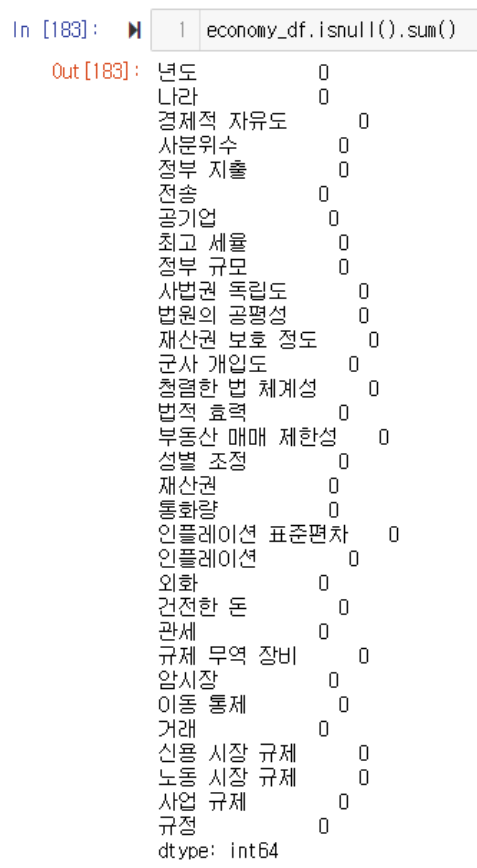 In [183]: 1 economy_df.isnull().sum()
Out[183]: 년도 0
나라 0
경제적 자유도 0
사분위수 0
정부 지출 0
전송 0
공기업 0
최고 세율 0
정부 규모 0
사법권 독립도 0
법원의 공평성 0
재산권 보호 정도 0
군사 개입도 0
청렴한 법 체계성 0
법적 효력 0
부동산 매매 제한성 0
성별 조정 0
재산권 0
통화량 0
인플레이션 표준편차 0
인플레이션 0
외화 0
건전한 돈 0
관세 0
규제 무역 장비 0
암시장 0
이동 통제 0
거래 0
신용 시장 규제 0
노동 시장 규제 0
사업 규제 0
규정 0
dtype: int64